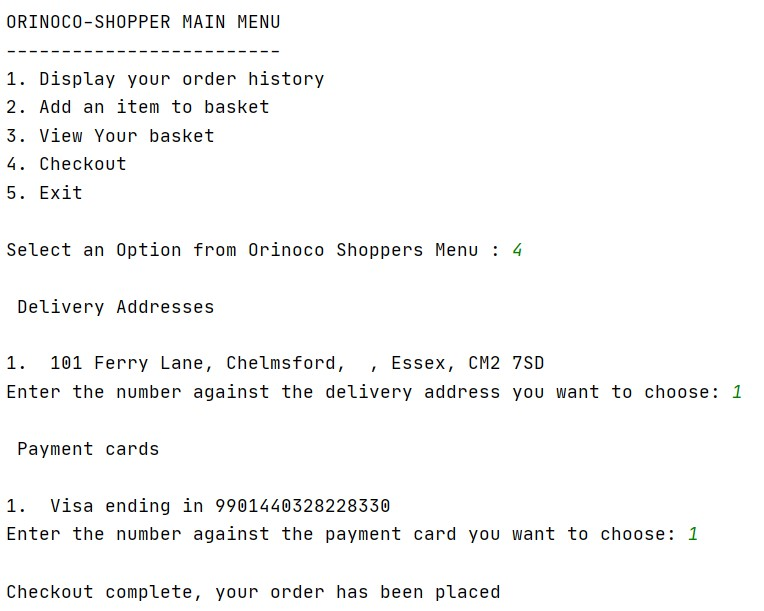 ORINOCO-SHOPPER MAIN MENU
-------------------------
1. Display your order history
2. Add an item to basket
3. View Your basket
4. Checkout
5. Exit
Select an Option from Orinoco Shoppers Menu : 4
Delivery Addresses
1.  101 Ferry Lane, Chelmsford,  , Essex, CM2 7SD
Enter the number against the delivery address you want to choose: 1
Payment cards
1.  Visa ending in 9901440328228330
Enter the number against the payment card you want to choose: 1
Checkout complete, your order has been placed